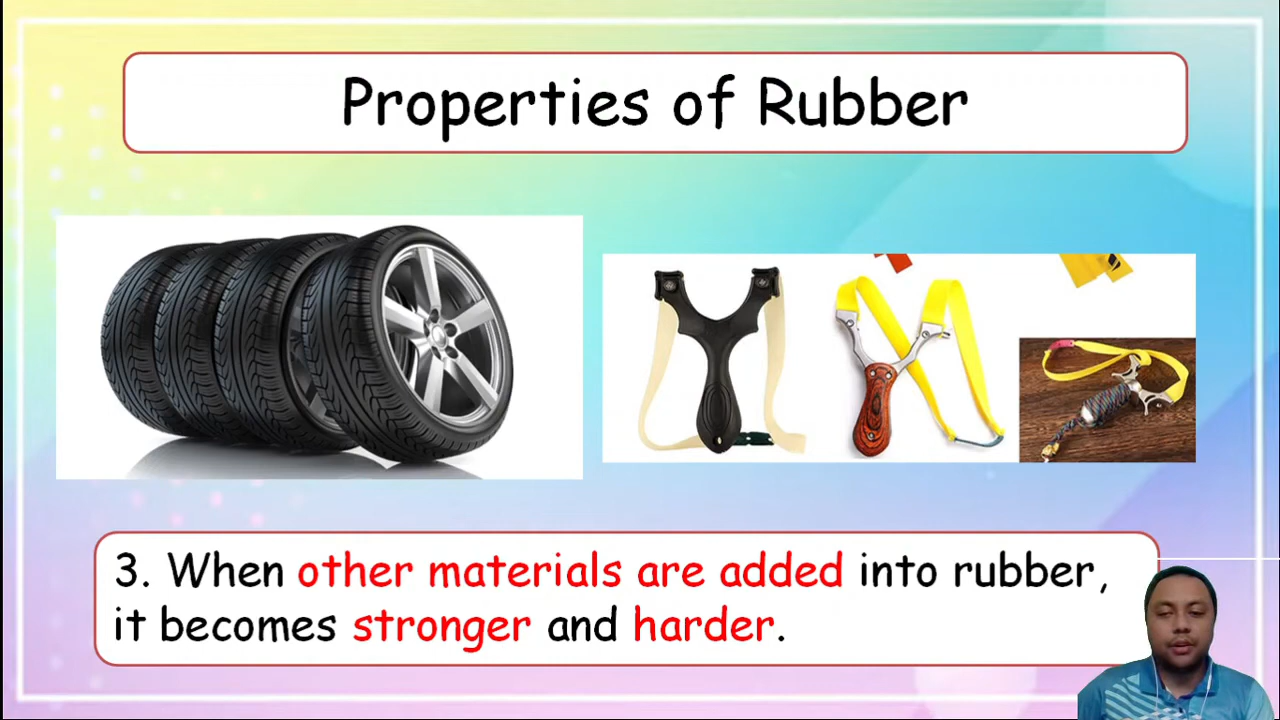 Properties of Rubber
3. When other materials are added into rubber,
it becomes stronger and harder.